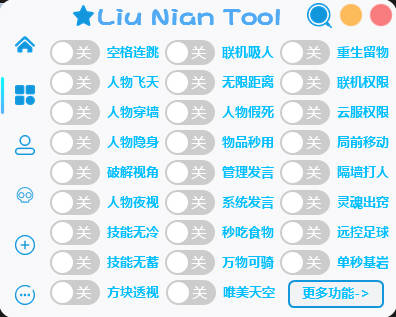 Liu Nian Tool
关 空格连跳 关 联机吸人 关 重生留物
关 人物飞天 关 无限距离 关 联机权限
关 人物穿墙 关 人物假死 关 云服权限
关 人物隐身 关 物品秒用 关 局前移动
关 破解视角 关 管理发言 关 隔墙打人
关 人物夜视 关 系统发言 关 灵魂出窍
关 技能无冷 关 秒吃食物 关 远控足球
关 技能无蓄 关 万物可骑 关 单秒基岩
关 方块透视 关 唯美天空 更多功能->